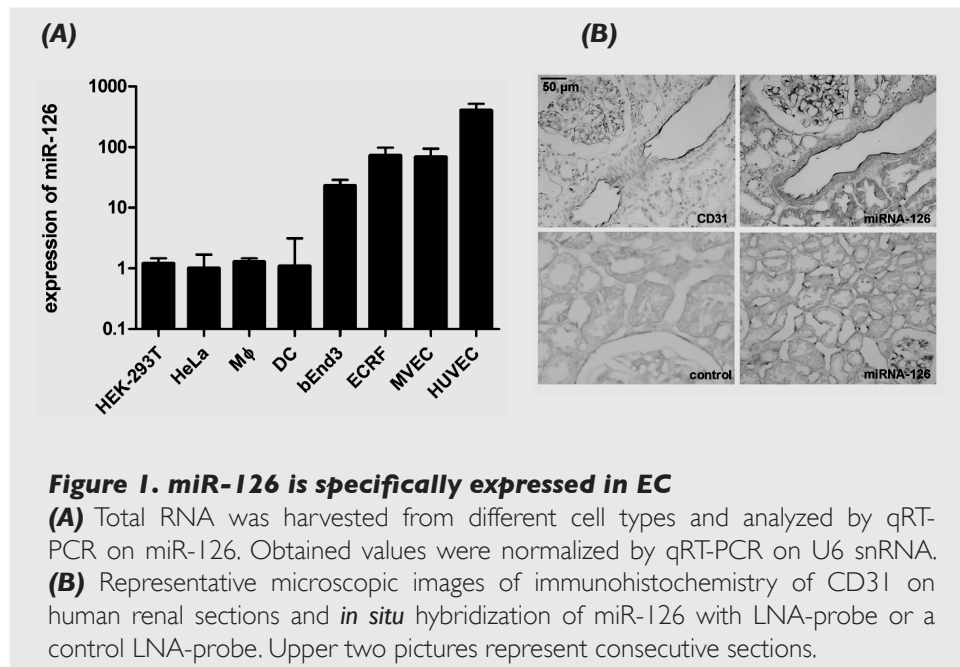 (A)
(B)
expression of miR-126
1000
100
10
1
0.1
HEK-293T
HeLa
Mϕ
DC
bEnd3
ECRF
MVEC
HUVEC
50 µm
CD31
miRNA-126
control
miRNA-126
Figure 1. miR-126 is specifically expressed in EC
(A) Total RNA was harvested from different cell types and analyzed by qRT-
PCR on miR-126. Obtained values were normalized by qRT-PCR on U6 snRNA.
(B) Representative microscopic images of immunohistochemistry of CD31 on
human renal sections and in situ hybridization of miR-126 with LNA-probe or a
control LNA-probe. Upper two pictures represent consecutive sections.